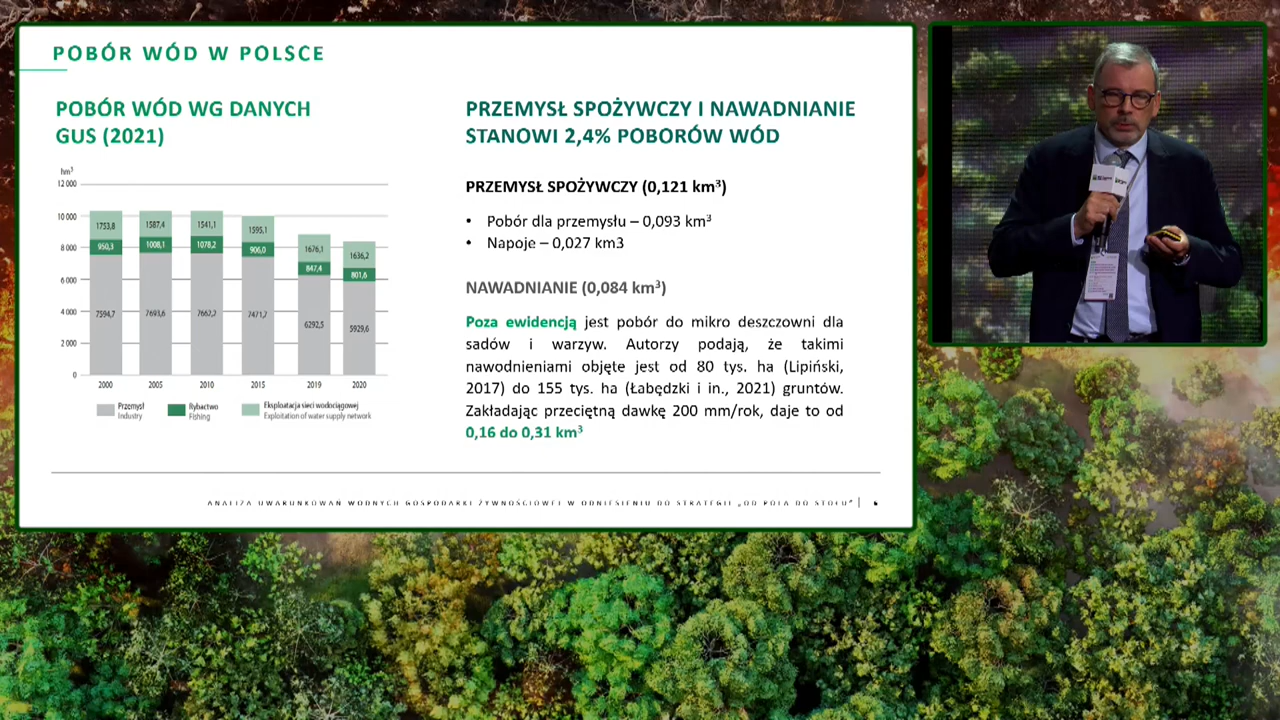 POBÓR WÓD W POLSCE
POBÓR WÓD WG DANYCH
GUS (2021)
hm³
12 000
10 000
8 000
6 000
4 000
2 000
0
1753,8
950,3
7594,7
1587,4
1008,1
7693,6
1541,1
1078,2
7667,2
1595,1
906,0
7471,7
1676,1
847,4
6292,5
1636,2
801,6
5929,6
2000
2005
2010
2015
2019
2020
Przemysł
Industry
Rybactwo
Fishing
Eksploatacja sieci wodociągowej
Exploitation of water supply network
PRZEMYSŁ SPOŻYWCZY I NAWADNIANIE
STANOWI 2,4% POBORÓW WÓD
PRZEMYSŁ SPOŻYWCZY (0,121 km³)
• Pobór dla przemysłu – 0,093 km³
• Napoje – 0,027 km3
NAWADNIANIE (0,084 km³)
Poza ewidencją jest pobór do mikro deszczowni dla
sadów i warzyw. Autorzy podają, że takimi
nawodnieniami objęte jest od 80 tys. ha (Lipiński,
2017) do 155 tys. ha (Łabędzki i in., 2021) gruntów.
Zakładając przeciętną dawkę 200 mm/rok, daje to od
0,16 do 0,31 km³
ANALIZA UWARUNKOWAŃ WODNYCH GOSPODARKI ŻYWNOŚCIOWEJ W ODNIESIENIU DO STRATEGII „OD POLA DO STOŁU" |